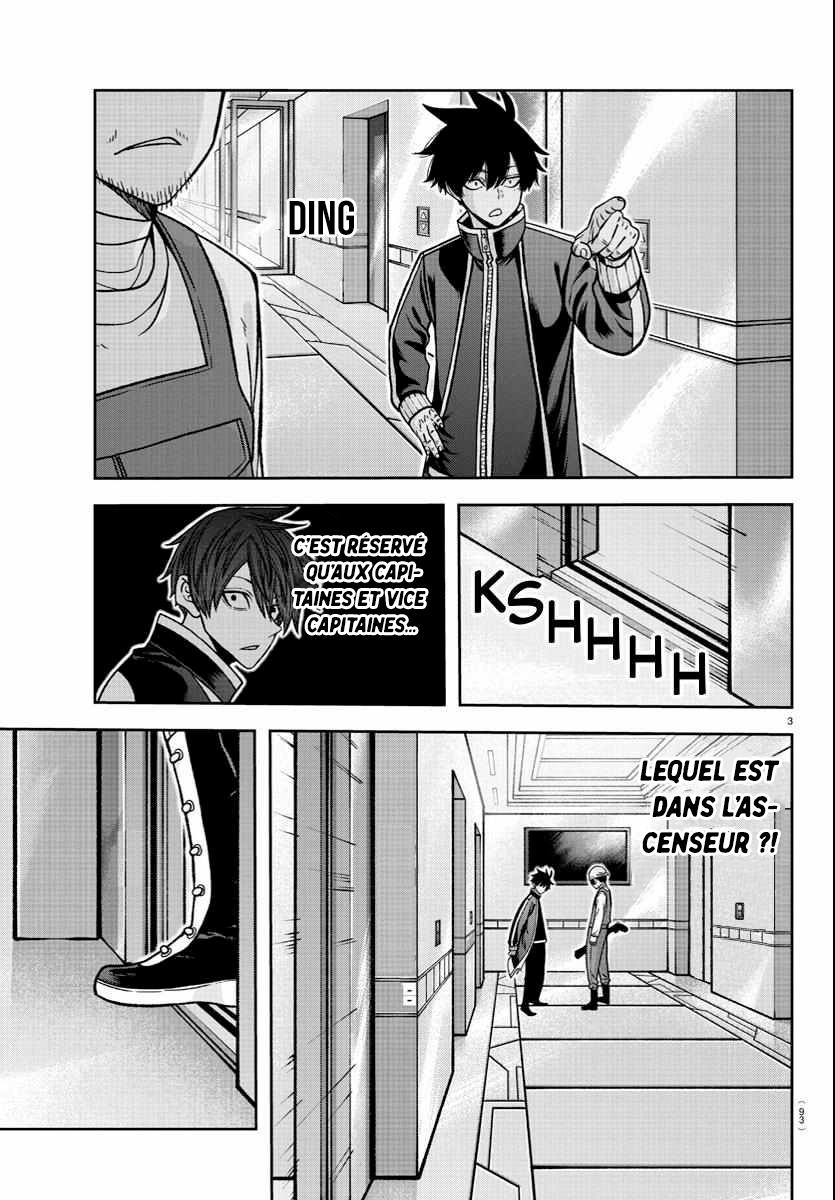 DING
KSHHHHH
C'EST RÉSERVÉ
QU'AUX CAPI-
TAINES ET VICE
CAPITAINES...
3
LEQUEL EST
DANS L'AS-
CENSEUR ?!
(93)